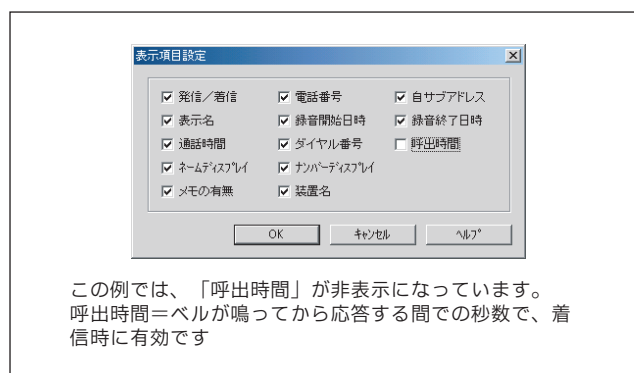 表示項目設定
発信／着信 電話番号 自サブアドレス
表示名 録音開始日時 録音終了日時
通話時間 ダイヤル番号 呼出時間
ﾈｰﾑﾃﾞｨｽﾌﾟﾚｲ ﾅﾝﾊﾞｰﾃﾞｨｽﾌﾟﾚｲ
メモの有無 装置名
OK ｷｬﾝｾﾙ ﾍﾙﾌﾟ
この例では、「呼出時間」が非表示になっています。
呼出時間＝ベルが鳴ってから応答する間での秒数で、着
信時に有効です